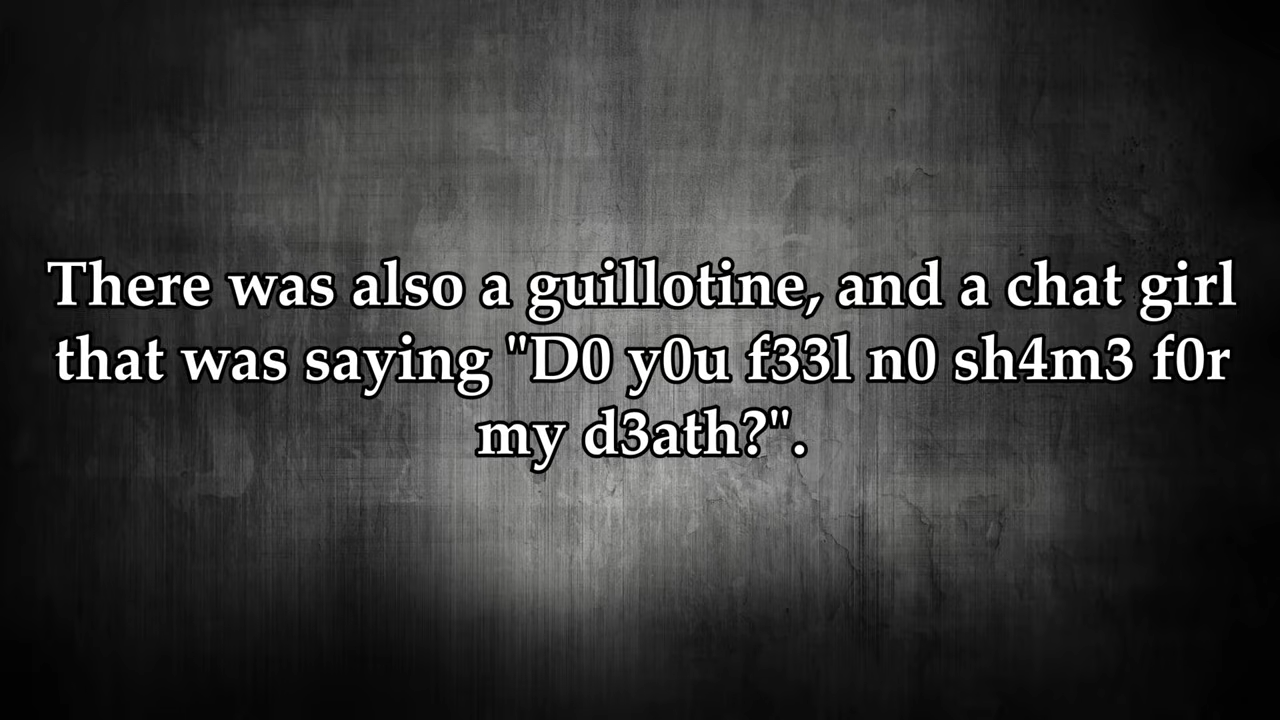 There was also a guillotine, and a chat girl
that was saying "D0 y0u f33l n0 sh4m3 f0r
my d3ath?".